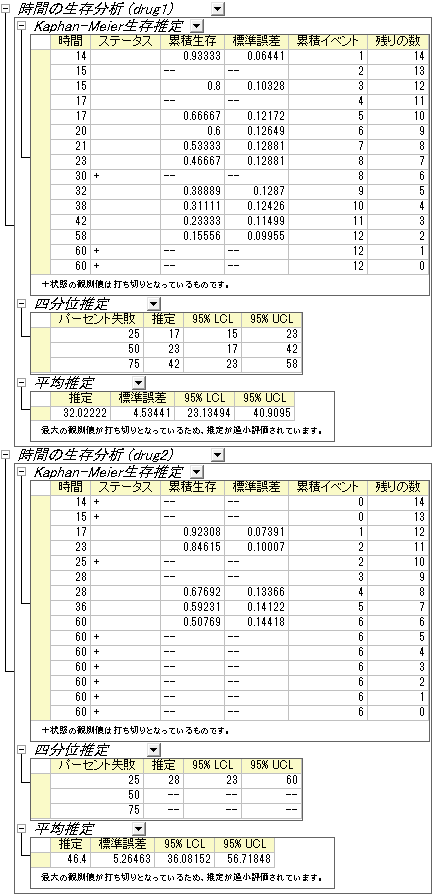 時間の生存分析 (drug1)
Kaphan-Meier生存推定
時間 ステータス 累積生存 標準誤差 累積イベント 残りの数
14 0.93333 0.06441 1 14
15 -- -- 2 13
15 0.8 0.10328 3 12
17 -- -- 4 11
17 0.66667 0.12172 5 10
20 0.6 0.12649 6 9
21 0.53333 0.12881 7 8
23 0.46667 0.12881 8 7
30 + -- -- 8 6
32 0.38889 0.1287 9 5
38 0.31111 0.12426 10 4
42 0.23333 0.11499 11 3
58 0.15556 0.09955 12 2
60 + -- -- 12 1
60 + -- -- 12 0
+状態の観測値は打ち切りとなっているものです。
四分位推定
パーセント失敗 推定 95% LCL 95% UCL
25 17 15 23
50 23 17 42
75 42 23 58
平均推定
推定 標準誤差 95% LCL 95% UCL
32.02222 4.53441 23.13494 40.9095
最大の観測値が打ち切りとなっているため、推定が過小評価されています。
時間の生存分析 (drug2)
Kaphan-Meier生存推定
時間 ステータス 累積生存 標準誤差 累積イベント 残りの数
14 + -- -- 0 14
15 + -- -- 0 13
17 0.92308 0.07391 1 12
23 0.84615 0.10007 2 11
25 + -- -- 2 10
28 -- -- 3 9
28 0.67692 0.13366 4 8
36 0.59231 0.14122 5 7
60 0.50769 0.14418 6 6
60 + -- -- 6 5
60 + -- -- 6 4
60 + -- -- 6 3
60 + -- -- 6 2
60 + -- -- 6 1
60 + -- -- 6 0
+状態の観測値は打ち切りとなっているものです。
四分位推定
パーセント失敗 推定 95% LCL 95% UCL
25 28 23 60
50 -- -- --
75 -- -- --
平均推定
推定 標準誤差 95% LCL 95% UCL
46.4 5.26463 36.08152 56.71848
最大の観測値が打ち切りとなっているため、推定が過小評価されています。